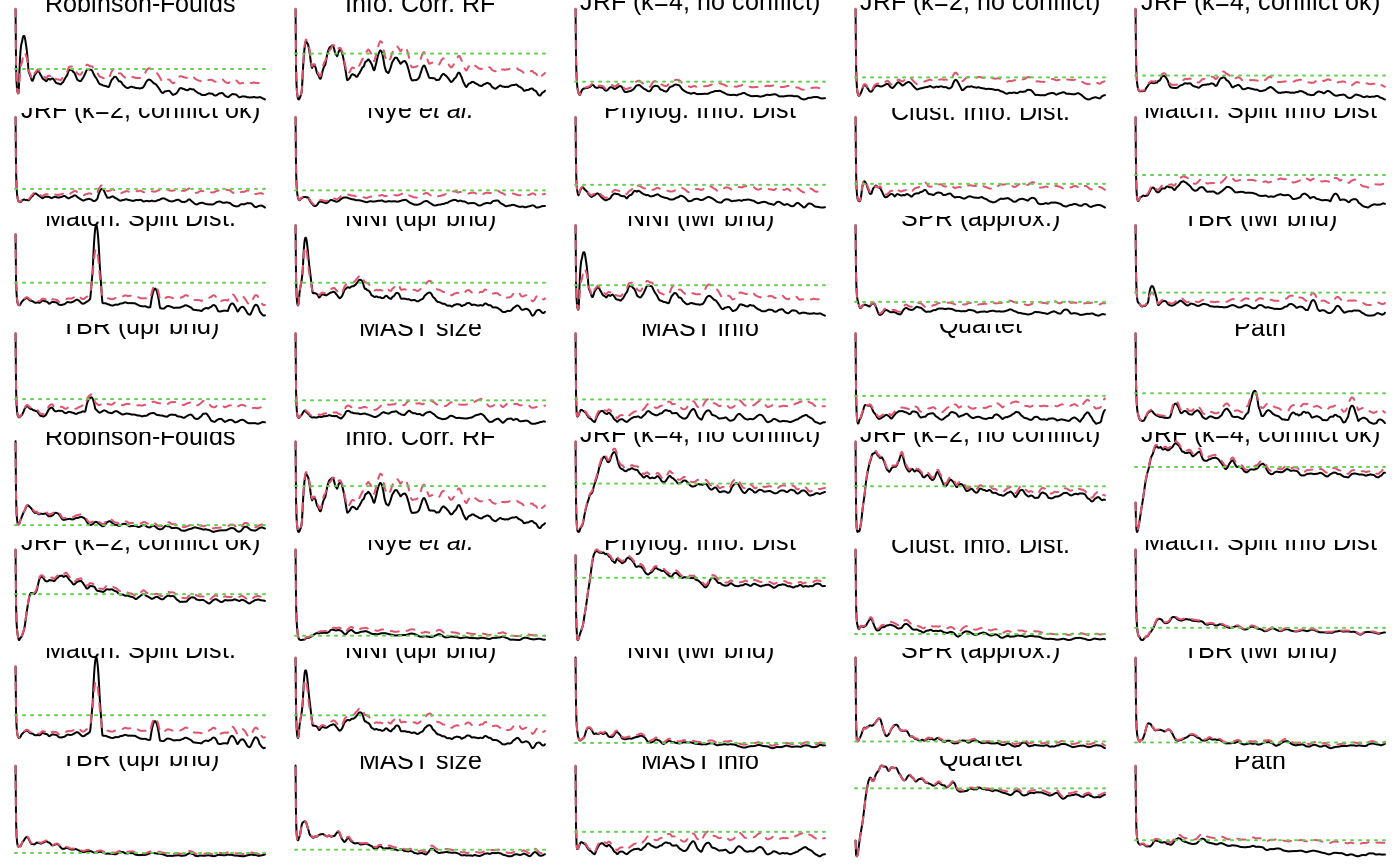 Robinson-Foulds Info. Corr. RF JRF (k=4, no conflict) JRF (k=2, no conflict) JRF (k=4, conflict ok)
JRF (k=2, conflict ok) Nye et al. Phylog. Info. Dist Clust. Info. Dist. Match. Split Info Dist
Match. Split Dist. NNI (upr bnd) NNI (lwr bnd) SPR (approx.) TBR (lwr bnd)
TBR (upr bnd) MAST size MAST info Quartet Path
Robinson-Foulds Info. Corr. RF JRF (k=4, no conflict) JRF (k=2, no conflict) JRF (k=4, conflict ok)
JRF (k=2, conflict ok) Nye et al. Phylog. Info. Dist Clust. Info. Dist. Match. Split Info Dist
Match. Split Dist. NNI (upr bnd) NNI (lwr bnd) SPR (approx.) TBR (lwr bnd)
TBR (upr bnd) MAST size MAST info Quartet Path